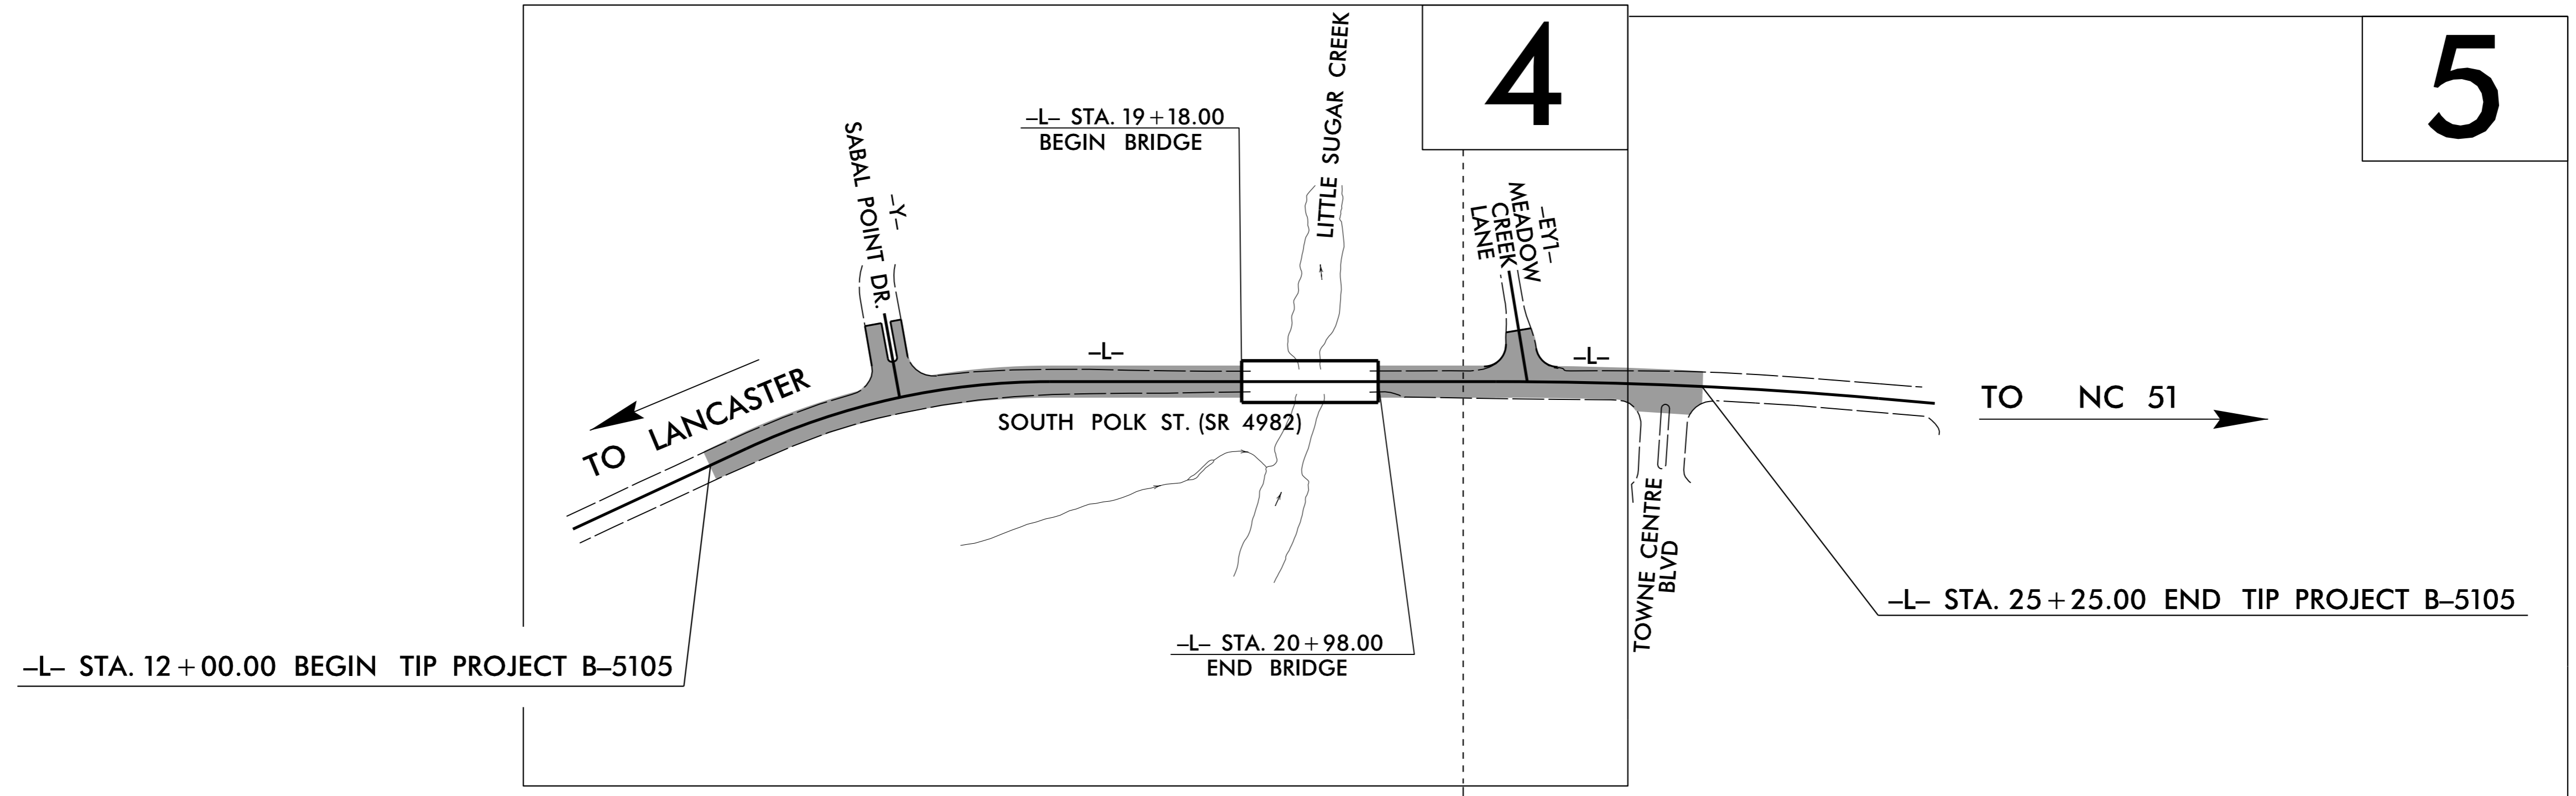 4
5
–L– STA. 19+18.00
BEGIN BRIDGE
LITTLE SUGAR CREEK
SABAL POINT DR.
–Y–
–EY1–
MEADOW
CREEK
LANE
–L–
–L–
TO LANCASTER
SOUTH POLK ST. (SR 4982)
TO NC 51
TOWNE CENTRE
BLVD
–L– STA. 25+25.00 END TIP PROJECT B–5105
–L– STA. 20+98.00
END BRIDGE
–L– STA. 12+00.00 BEGIN TIP PROJECT B–5105